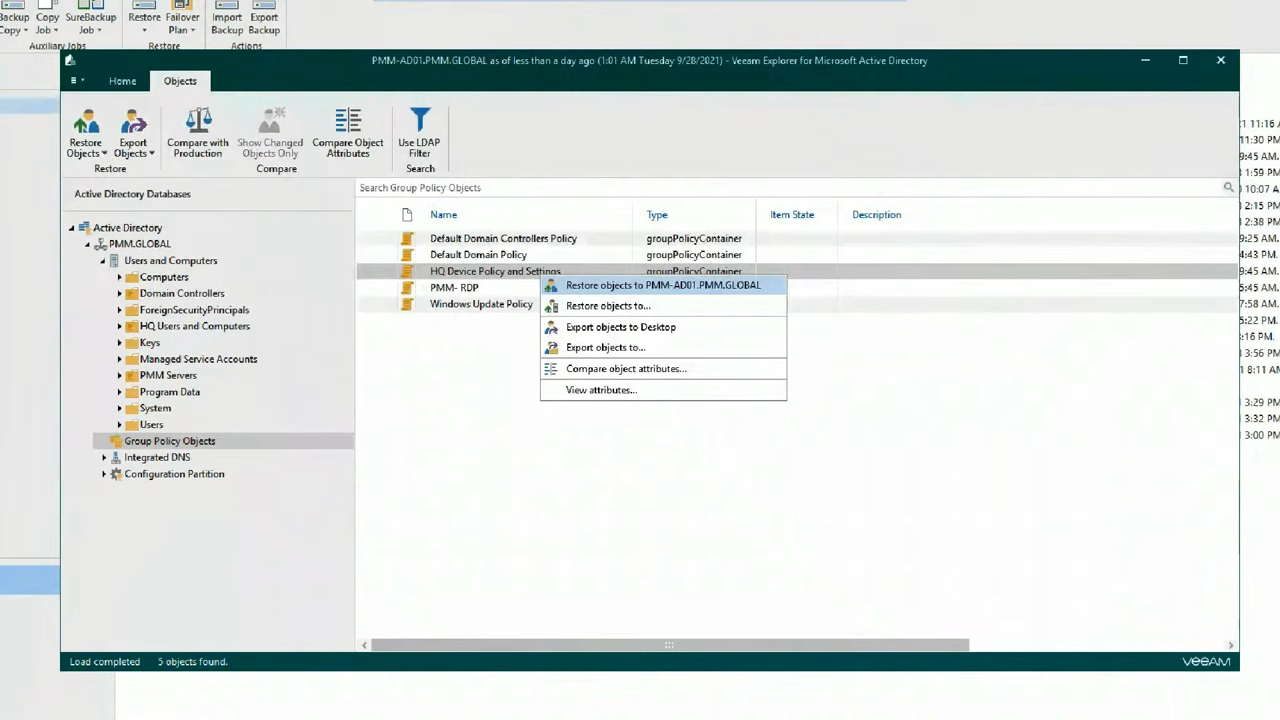 Backup Copy SureBackup Restore Failover Import Export
Copy Job Job Plan Backup Backup
Auxiliary Jobs Restore Actions
PMM-AD01.PMM.GLOBAL as of less than a day ago (1:01 AM Tuesday 9/28/2021) - Veeam Explorer for Microsoft Active Directory
Home Objects
Restore Objects
Export Objects
Compare with Production
Show Changed Objects Only
Compare Object Attributes
Use LDAP Filter
Restore Compare Search
Active Directory Databases
Search Group Policy Objects
Name Type Item State Description
Active Directory
PMM.GLOBAL
Users and Computers
Computers
Domain Controllers
ForeignSecurityPrincipals
HQ Users and Computers
Keys
Managed Service Accounts
PMM Servers
Program Data
System
Users
Group Policy Objects
Integrated DNS
Configuration Partition
Default Domain Controllers Policy groupPolicyContainer
Default Domain Policy groupPolicyContainer
HQ Device Policy and Settings groupPolicyContainer
PMM- RDP
Windows Update Policy
Restore objects to PMM-AD01.PMM.GLOBAL
Restore objects to...
Export objects to Desktop
Export objects to...
Compare object attributes...
View attributes...
Load completed 5 objects found.
veeAM
1 11:16 A
11:30 PM
9:45 AM.
10:07 A
2:15 PM
2:38 PM
9:25 AM.
9:45 AM.
7:58 AM
5:22 PM
:16 PM.
3:56 PM
1 8:11 A
3:29 PM
3:32 PM
3:00 PM